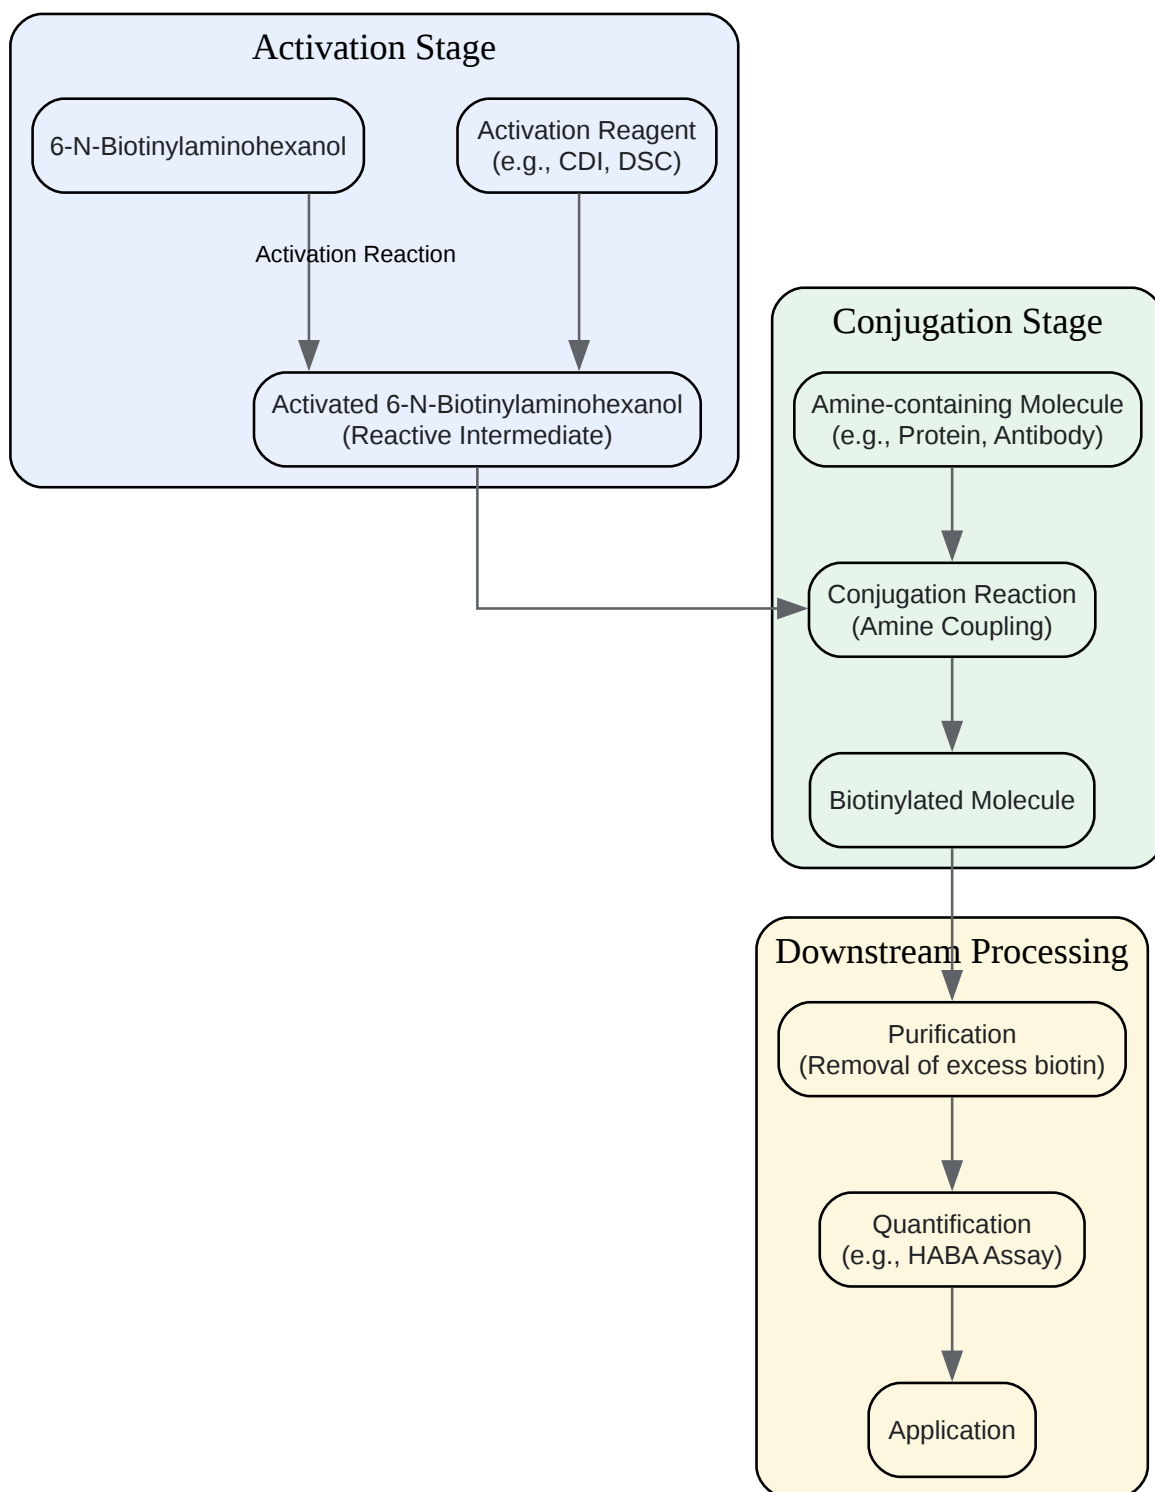 Activation Stage
6-N-Biotinylaminohexanol
Activation Reagent
(e.g., CDI, DSC)
Activation Reaction
Activated 6-N-Biotinylaminohexanol
(Reactive Intermediate)
Conjugation Stage
Amine-containing Molecule
(e.g., Protein, Antibody)
Conjugation Reaction
(Amine Coupling)
Biotinylated Molecule
Downstream Processing
Purification
(Removal of excess biotin)
Quantification
(e.g., HABA Assay)
Application